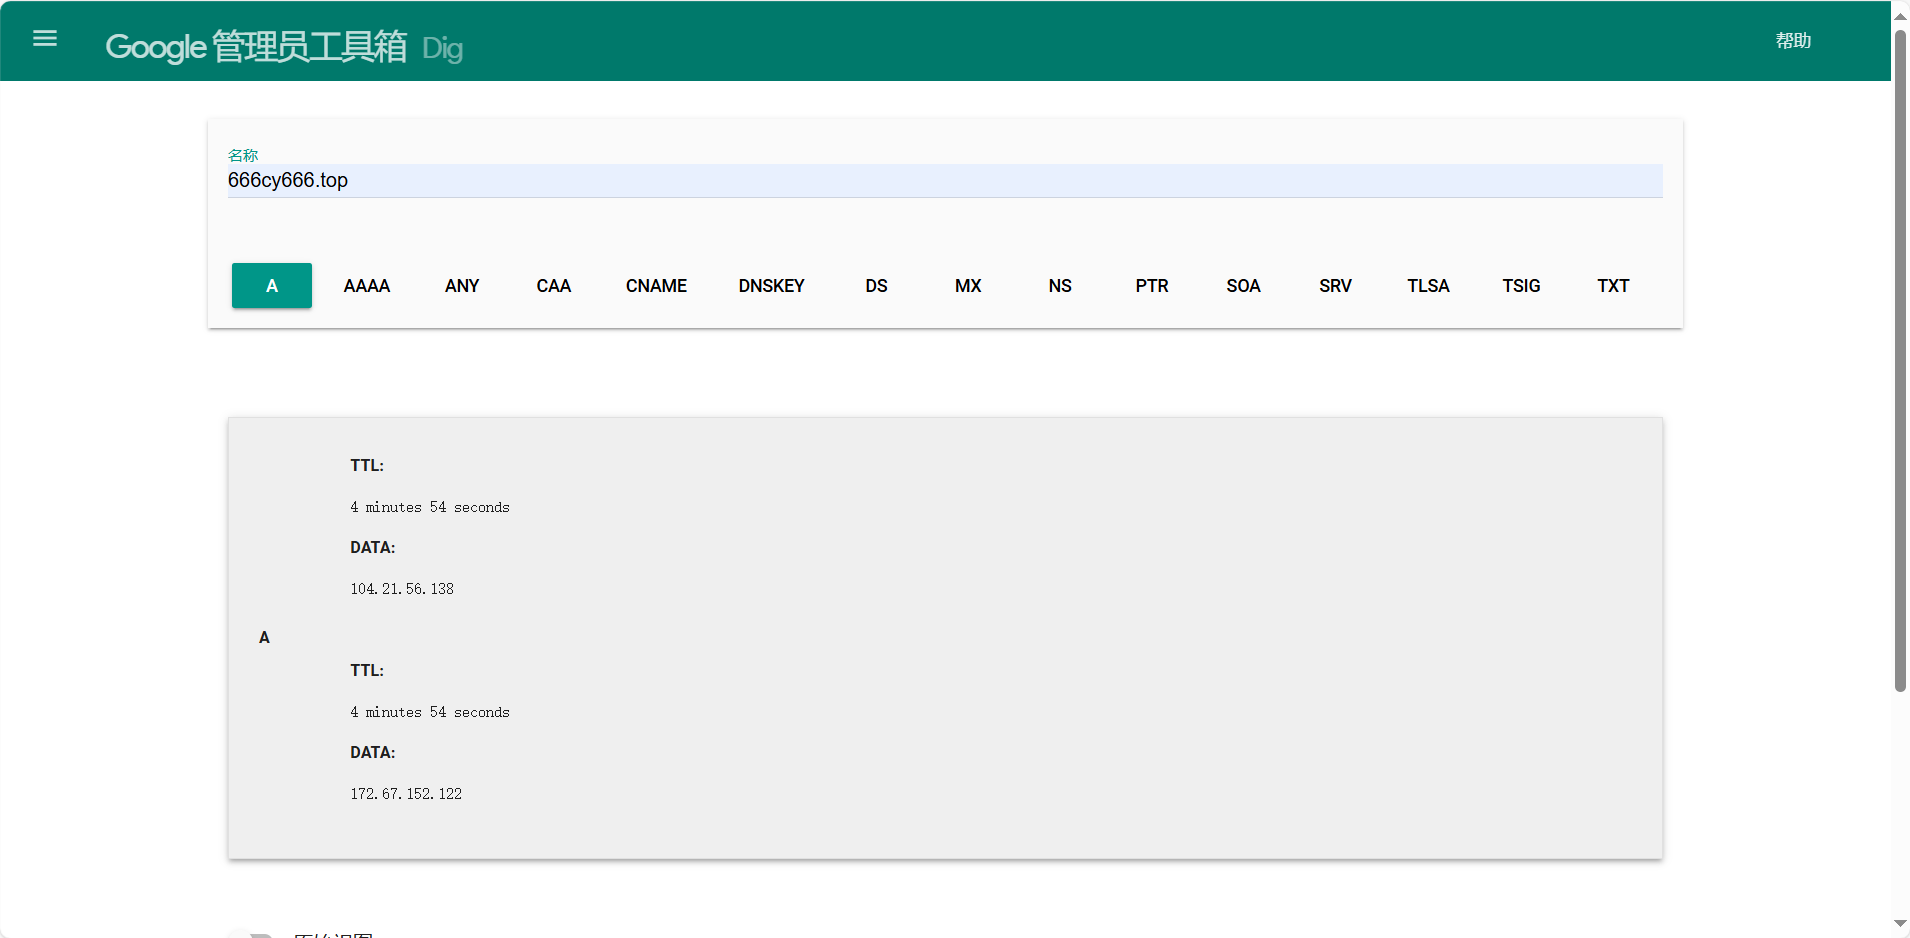 Google 管理员工具箱 Dig
帮助
名称
666cy666.top
A AAAA ANY CAA CNAME DNSKEY DS MX NS PTR SOA SRV TLSA TSIG TXT
TTL:
4 minutes 54 seconds
DATA:
104.21.56.138
A
TTL:
4 minutes 54 seconds
DATA:
172.67.152.122